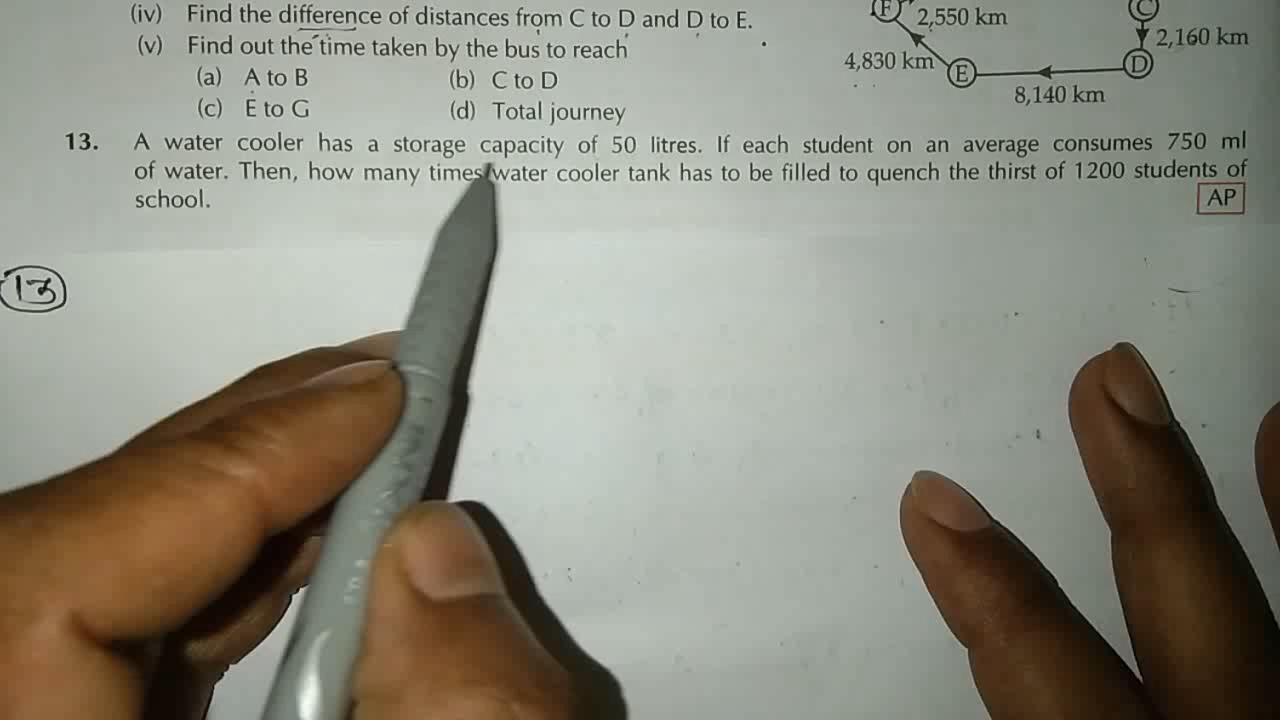 (iv) Find the difference of distances from C to D and D to E.
(v) Find out the time taken by the bus to reach
(a) A to B (b) C to D
(c) E to G (d) Total journey
F 2,550 km C
2,160 km
4,830 km E D
8,140 km
13. A water cooler has a storage capacity of 50 litres. If each student on an average consumes 750 ml
of water. Then, how many times water cooler tank has to be filled to quench the thirst of 1200 students of
school. AP
13